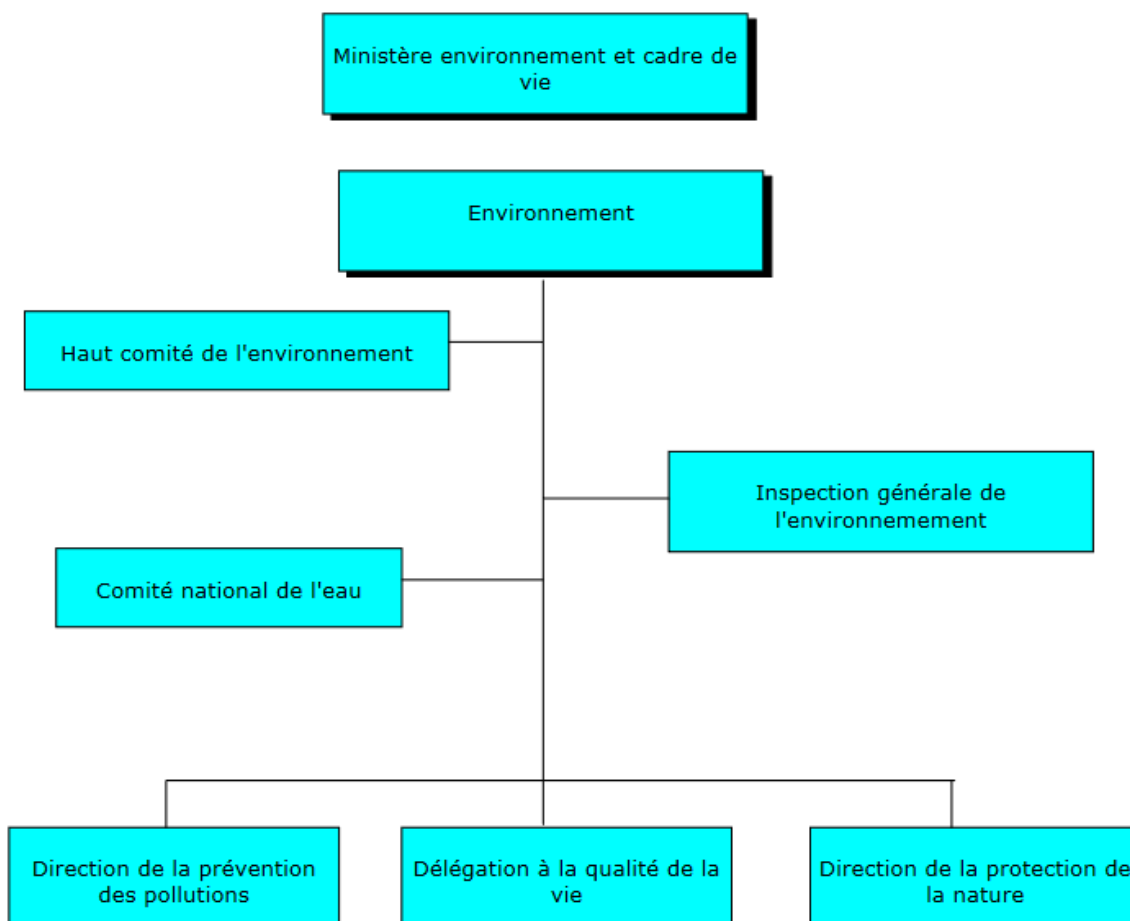 Ministère environnement et cadre de
vie
Environnement
Haut comité de l'environnement
Inspection générale de
l'environnemement
Comité national de l'eau
Direction de la prévention
des pollutions
Délégation à la qualité de la
vie
Direction de la protection de
la nature